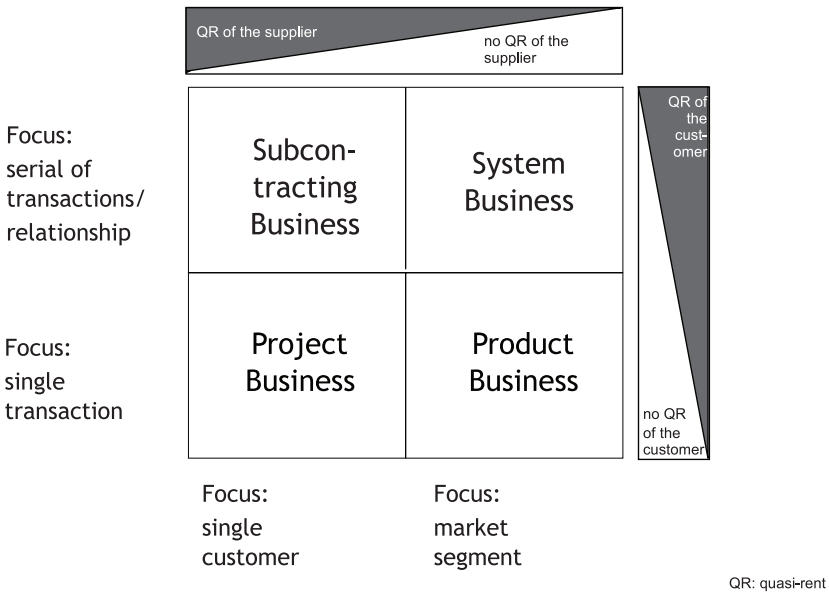 QR of the supplier
no QR of the
supplier
QR of
the
cust-
omer
Focus:
serial of
transactions/
relationship
Subcon-
tracting
Business
System
Business
Focus:
single
transaction
Project
Business
Product
Business
no QR
of the
customer
Focus:
single
customer
Focus:
market
segment
QR: quasi-rent